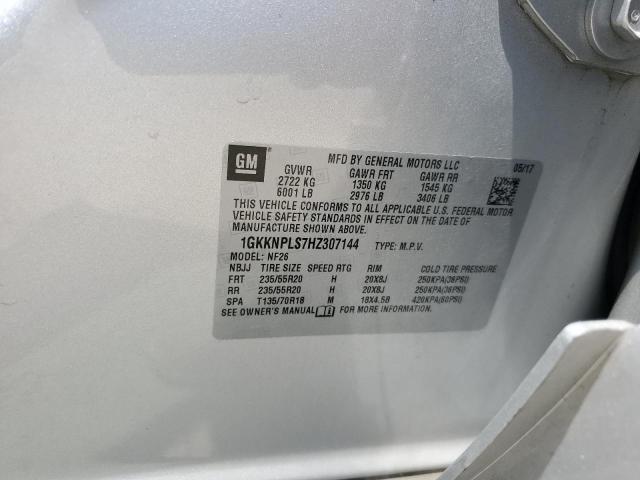 GM
MFD BY GENERAL MOTORS LLC 05/17
GVWR GAWR FRT GAWR RR
2722 KG 1350 KG 1545 KG
6001 LB 2976 LB 3406 LB
THIS VEHICLE CONFORMS TO ALL APPLICABLE U.S. FEDERAL MOTOR
VEHICLE SAFETY STANDARDS IN EFFECT ON THE DATE OF
MANUFACTURE SHOWN ABOVE.
1GKKNPLS7HZ307144 TYPE: M.P.V.
MODEL: NF26
NBJJ TIRE SIZE SPEED RTG RIM COLD TIRE PRESSURE
FRT 235/55R20 H 20X8J 250KPA(36PSI)
RR 235/55R20 H 20X8J 250KPA(36PSI)
SPA T135/70R18 M 18X4.5B 420KPA(60PSI)
SEE OWNER'S MANUAL FOR MORE INFORMATION.